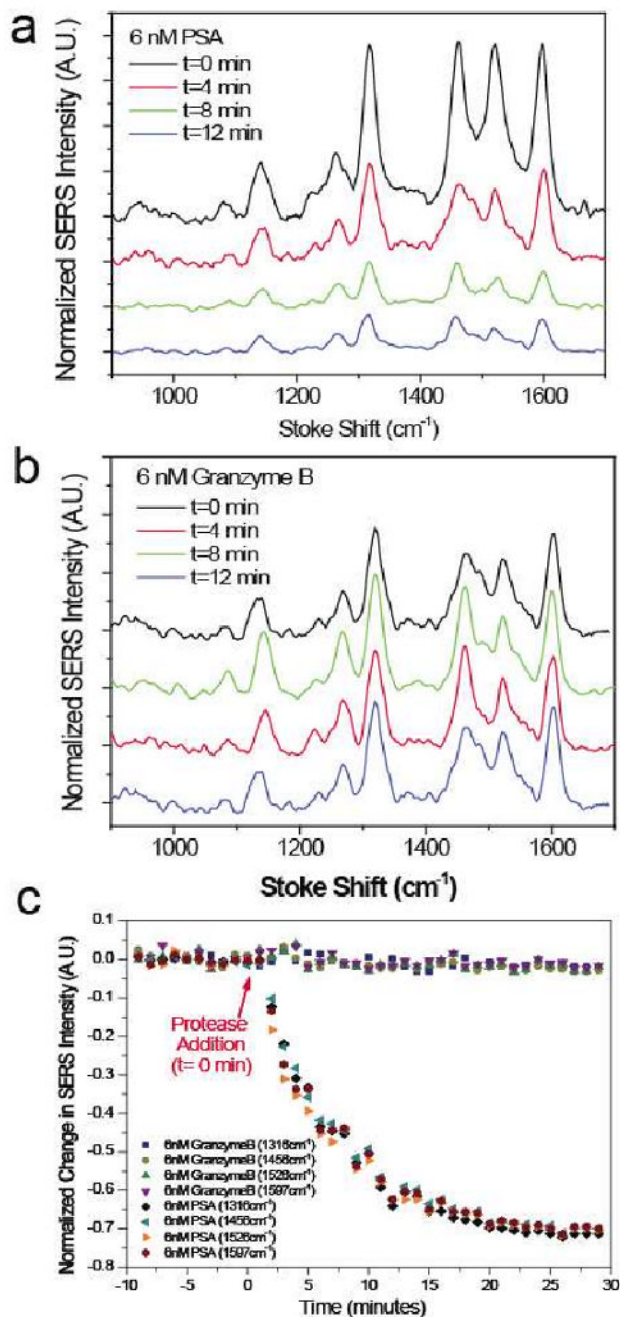 a
6 nM PSA
t=0 min
t=4 min
t=8 min
t=12 min
Normalized SERS Intensity (A.U.)
1000 1200 1400 1600
Stoke Shift (cm⁻¹)
b
6 nM Granzyme B
t=0 min
t=4 min
t=8 min
t=12 min
Normalized SERS Intensity (A.U.)
1000 1200 1400 1600
Stoke Shift (cm⁻¹)
c
Normalized Change in SERS Intensity (A.U.)
0.1
0.0
-0.1
-0.2
-0.3
-0.4
-0.5
-0.6
-0.7
-0.8
Protease
Addition
(t= 0 min)
6nM GranzymeB (1316cm⁻¹)
6nM GranzymeB (1456cm⁻¹)
6nM GranzymeB (1526cm⁻¹)
6nM GranzymeB (1597cm⁻¹)
6nM PSA (1316cm⁻¹)
6nM PSA (1456cm⁻¹)
6nM PSA (1526cm⁻¹)
6nM PSA (1597cm⁻¹)
-10 -5 0 5 10 15 20 25 30
Time (minutes)